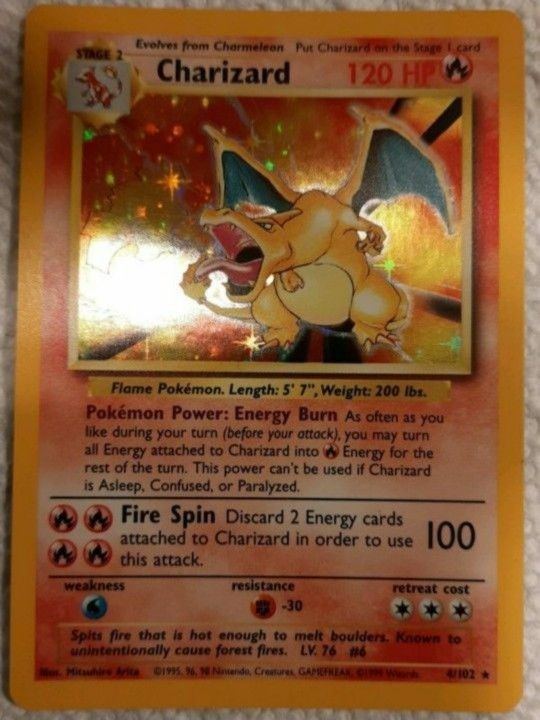 Evolves from Charmeleon Put Charizard on the Stage 1 card
STAGE 2
Charizard 120 HP
Flame Pokémon. Length: 5' 7", Weight: 200 lbs.
Pokémon Power: Energy Burn As often as you
like during your turn (before your attack), you may turn
all Energy attached to Charizard into Energy for the
rest of the turn. This power can't be used if Charizard
is Asleep, Confused, or Paralyzed.
Fire Spin Discard 2 Energy cards
attached to Charizard in order to use 100
this attack.
weakness resistance retreat cost
-30
Spits fire that is hot enough to melt boulders. Known to
unintentionally cause forest fires. LV. 76 #6
Illus. Mitsuhiro Arita ©1995, 96, 98 Nintendo, Creatures, GAMEFREAK. ©1999 Wizards. 4/102 ★